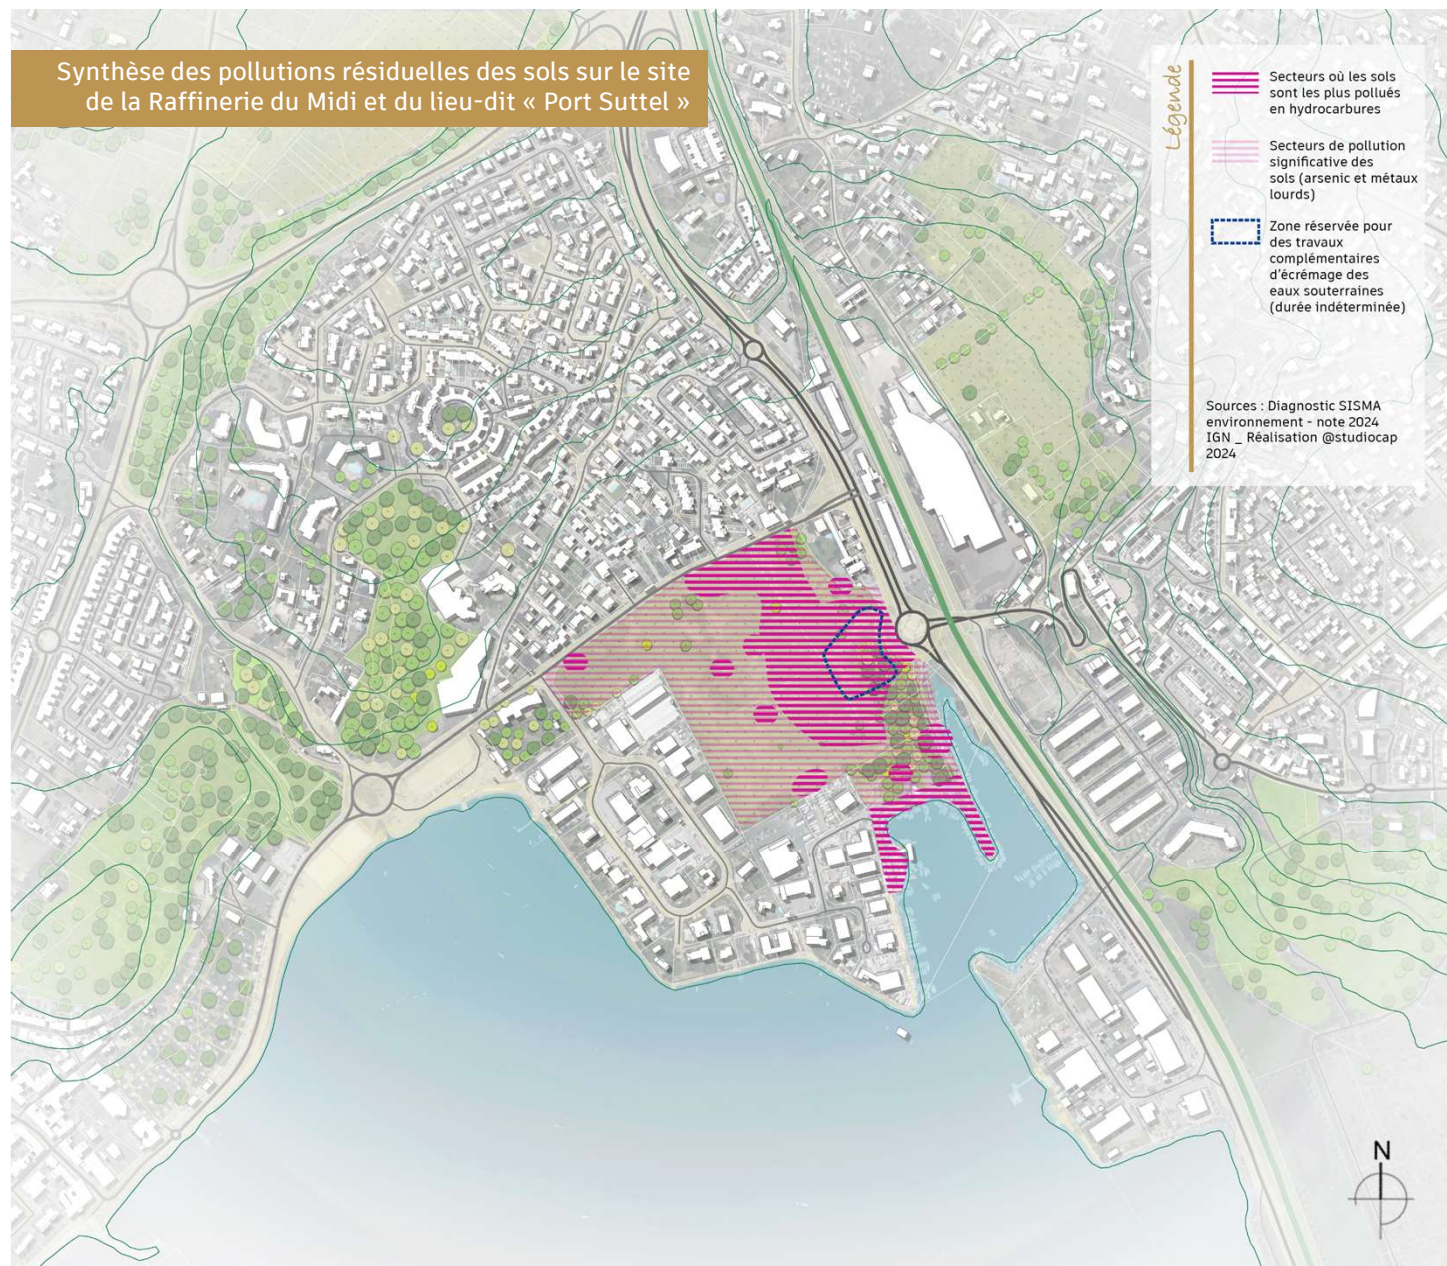 Synthèse des pollutions résiduelles des sols sur le site
de la Raffinerie du Midi et du lieu-dit « Port Suttel »
Légende
Secteurs où les sols
sont les plus pollués
en hydrocarbures
Secteurs de pollution
significative des
sols (arsenic et métaux
lourds)
Zone réservée pour
des travaux
complémentaires
d'écrémage des
eaux souterraines
(durée indéterminée)
Sources : Diagnostic SISMA
environnement - note 2024
IGN _ Réalisation @studiocap
2024
N